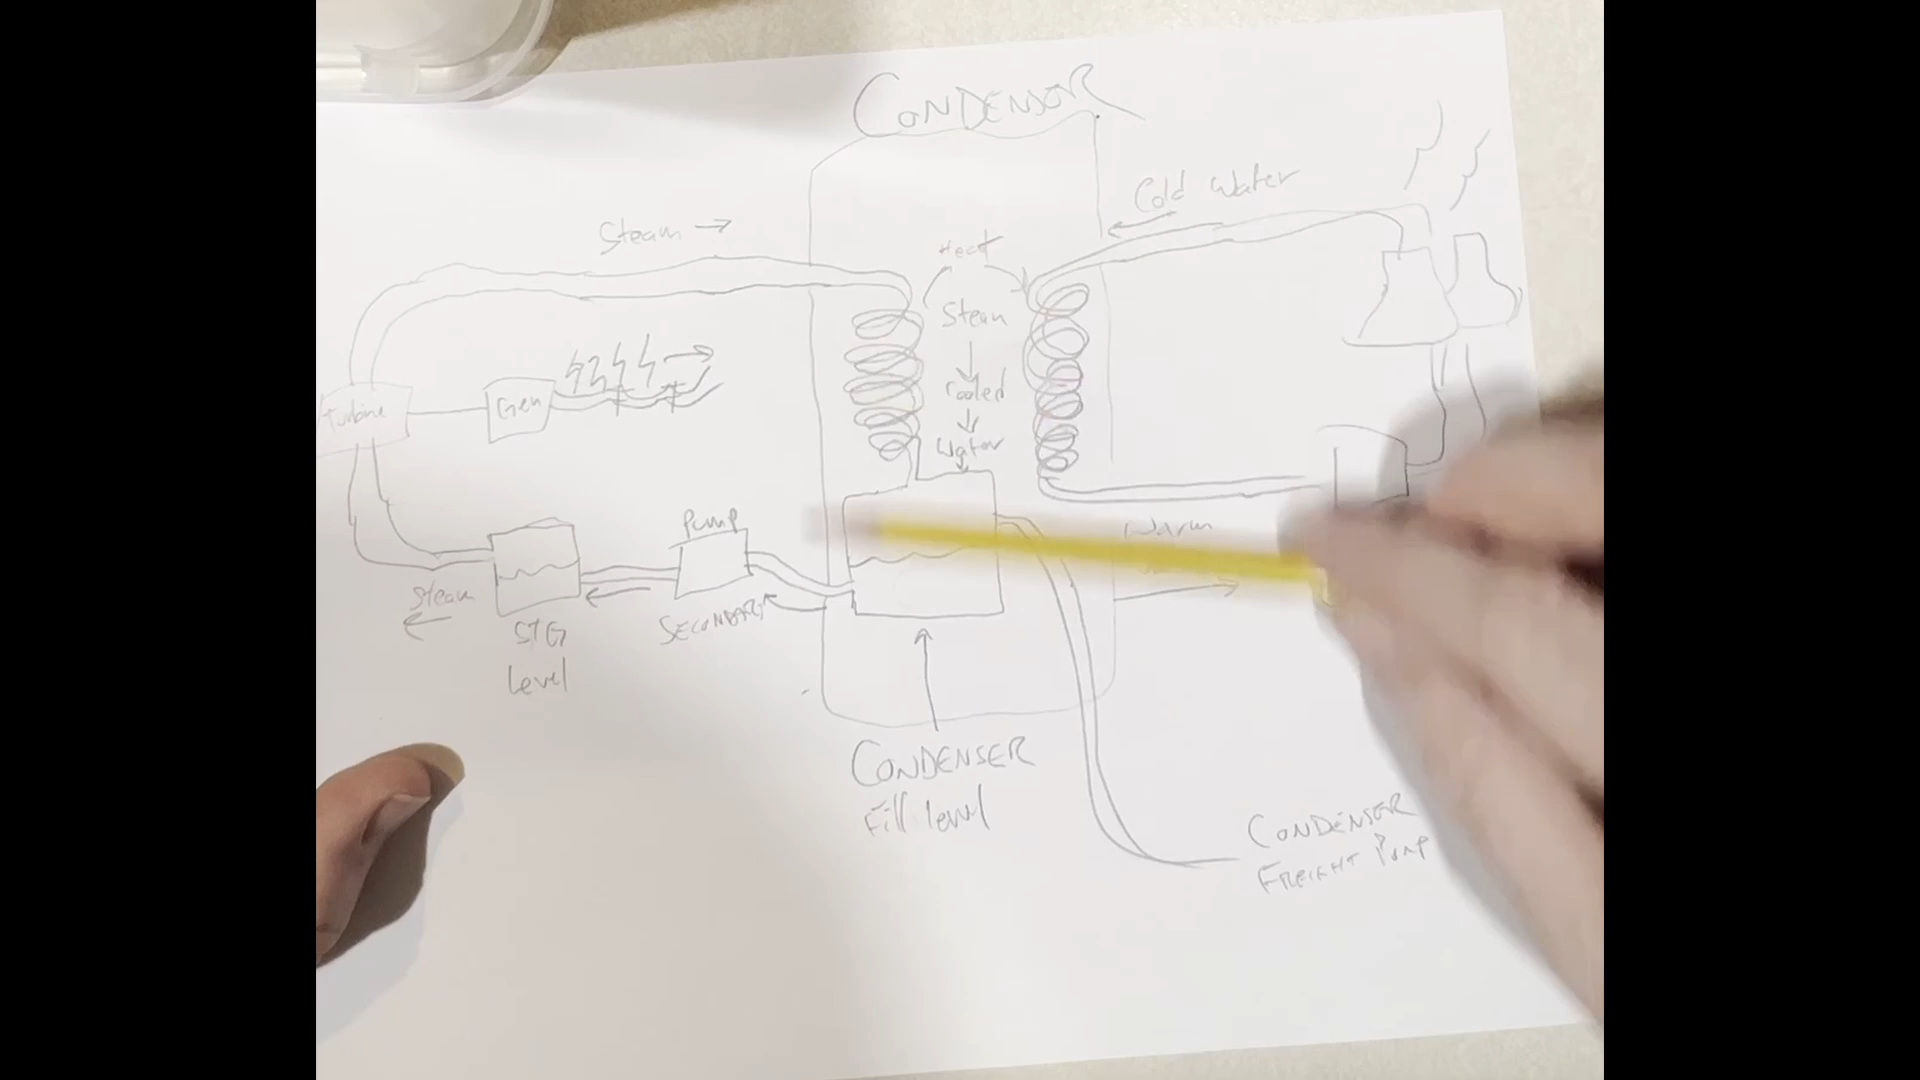 CONDENSOR
Cold Water
Steam
Heat
Steam
Cooled
Water
Turbine
Gen
Pump
SECONDARY
Steam
STG
Level
Warm
CONDENSER
Fill level
CONDENSER
FREIGHT PUMP